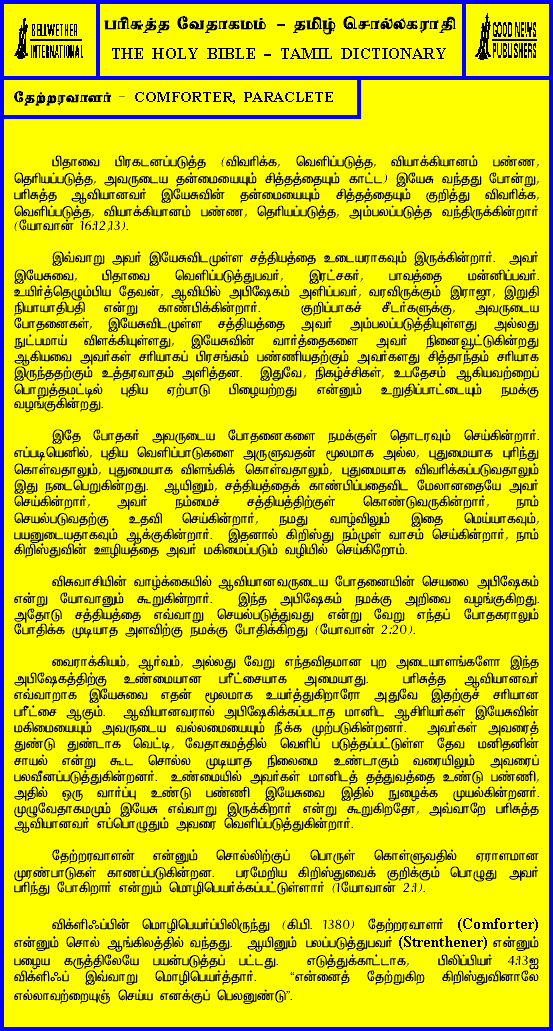 BELLWETHER
INTERNATIONAL
பரிசுத்த வேதாகமம் – தமிழ் சொல்லகராதி
THE HOLY BIBLE – TAMIL DICTIONARY
GOOD NEWS
PUBLISHERS
தேற்றரவாளர் – COMFORTER, PARACLETE
பிதாவை பிரகடனப்படுத்த (விவரிக்க, வெளிப்படுத்த, வியாக்கியானம் பண்ண,
தெரியப்படுத்த, அவருடைய தன்மையையும் சித்தத்தையும் காட்ட) இயேசு வந்தது போன்று,
பரிசுத்த ஆவியானவர் இயேசுவின் தன்மையையும் சித்தத்தையும் குறித்து விவரிக்க,
வெளிப்படுத்த, வியாக்கியானம் பண்ண, தெரியப்படுத்த, அம்பலப்படுத்த வந்திருக்கின்றார்
(யோவான் 16:12,13).
இவ்வாறு அவர் இயேசுவிடமுள்ள சத்தியத்தை உடையராகவும் இருக்கின்றார். அவர்
இயேசுவை, பிதாவை வெளிப்படுத்துபவர், இரட்சகர், பாவத்தை மன்னிப்பவர்.
உயிர்த்தெழும்பிய தேவன், ஆவியில் அபிஷேகம் அளிப்பவர், வரவிருக்கும் இராஜா, இறுதி
நியாயாதிபதி என்று காண்பிக்கின்றார். குறிப்பாகச் சீடர்களுக்கு, அவருடைய
போதனைகள், இயேசுவிடமுள்ள சத்தியத்தை அவர் அம்பலப்படுத்தியுள்ளது அல்லது
நுட்பமாய் விளக்கியுள்ளது, இயேசுவின் வார்த்தைகளை அவர் நினைவூட்டுகின்றது
ஆகியவை அவர்கள் சரியாகப் பிரசங்கம் பண்ணியதற்கும் அவர்களது சித்தாந்தம் சரியாக
இருந்ததற்கும் உத்தரவாதம் அளித்தன. இதுவே, நிகழ்ச்சிகள், உபதேசம் ஆகியவற்றைப்
பொறுத்தமட்டில் புதிய ஏற்பாடு பிழையற்றது என்னும் உறுதிப்பாட்டையும் நமக்கு
வழங்குகின்றது.
இதே போதகர் அவருடைய போதனைகளை நமக்குள் தொடரவும் செய்கின்றார்.
எப்படியெனில், புதிய வெளிப்பாடுகளை அருளுவதன் மூலமாக அல்ல, புதுமையாக புரிந்து
கொள்வதாலும், புதுமையாக விளங்கிக் கொள்வதாலும், புதுமையாக விவரிக்கப்படுவதாலும்
இது நடைபெறுகின்றது. ஆயினும், சத்தியத்தைக் காண்பிப்பதைவிட மேலானதையே அவர்
செய்கின்றார், அவர் நம்மைச் சத்தியத்திற்குள் கொண்டுவருகின்றார், நாம்
செயல்படுவதற்கு உதவி செய்கின்றார், நமது வாழ்விலும் இதை மெய்யாகவும்,
பயனுடையதாகவும் ஆக்குகின்றார். இதனால் கிறிஸ்து நம்முள் வாசம் செய்கின்றார், நாம்
கிறிஸ்துவின் ஊழியத்தை அவர் மகிமைப்படும் வழியில் செய்கிறோம்.
விசுவாசியின் வாழ்க்கையில் ஆவியானவருடைய போதனையின் செயலை அபிஷேகம்
என்று யோவானும் கூறுகின்றார். இந்த அபிஷேகம் நமக்கு அறிவை வழங்குகிறது.
அதோடு சத்தியத்தை எவ்வாறு செயல்படுத்துவது என்று வேறு எந்தப் போதகராலும்
போதிக்க முடியாத அளவிற்கு நமக்கு போதிக்கிறது (யோவான் 2:20).
வைராக்கியம், ஆர்வம், அல்லது வேறு எந்தவிதமான புற அடையாளங்களோ இந்த
அபிஷேகத்திற்கு உண்மையான பரீட்சையாக அமையாது. பரிசுத்த ஆவியானவர்
எவ்வாறாக இயேசுவை எதன் மூலமாக உயர்த்துகிறாரோ அதுவே இதற்குச் சரியான
பரீட்சை ஆகும். ஆவியானவரால் அபிஷேகிக்கப்படாத மானிட ஆசிரியர்கள் இயேசுவின்
மகிமையையும் அவருடைய வல்லமையையும் நீக்க முற்படுகின்றனர். அவர்கள் அவரைத்
துண்டு துண்டாக வெட்டி, வேதாகமத்தில் வெளிப் படுத்தப்பட்டுள்ள தேவ மனிதனின்
சாயல் என்று கூட சொல்ல முடியாத நிலைமை உண்டாகும் வரையிலும் அவரைப்
பலவீனப்படுத்துகின்றனர். உண்மையில் அவர்கள் மானிடத் தத்துவத்தை உண்டு பண்ணி,
அதில் ஒரு வார்ப்பு உண்டு பண்ணி இயேசுவை இதில் நுழைக்க முயல்கின்றனர்.
முழுவேதாகமமும் இயேசு எவ்வாறு இருக்கிறார் என்று கூறுகிறதோ, அவ்வாறே பரிசுத்த
ஆவியானவர் எப்பொழுதும் அவரை வெளிப்படுத்துகின்றார்.
தேற்றரவாளன் என்னும் சொல்லிற்குப் பொருள் கொள்ளுவதில் ஏராளமான
முரண்பாடுகள் காணப்படுகின்றன. பரமேறிய கிறிஸ்துவைக் குறிக்கும் பொழுது அவர்
பரிந்து போகிறார் என்றும் மொழிபெயர்க்கப்பட்டுள்ளார் (1யோவான் 2:1).
விக்ளிஃப்பின் மொழிபெயர்ப்பிலிருந்து (கி.பி. 1380) தேற்றரவாளர் (Comforter)
என்னும் சொல் ஆங்கிலத்தில் வந்தது. ஆயினும் பலப்படுத்துபவர் (Strenthener) என்னும்
பழைய கருத்திலேயே பயன்படுத்தப் பட்டது. எடுத்துக்காட்டாக, பிலிப்பியர் 4:13ஐ
விக்ளிஃப் இவ்வாறு மொழிபெயர்த்தார். “என்னைத் தேற்றுகிற கிறிஸ்துவினாலே
எல்லாவற்றையுஞ் செய்ய எனக்குப் பெலனுண்டு”.